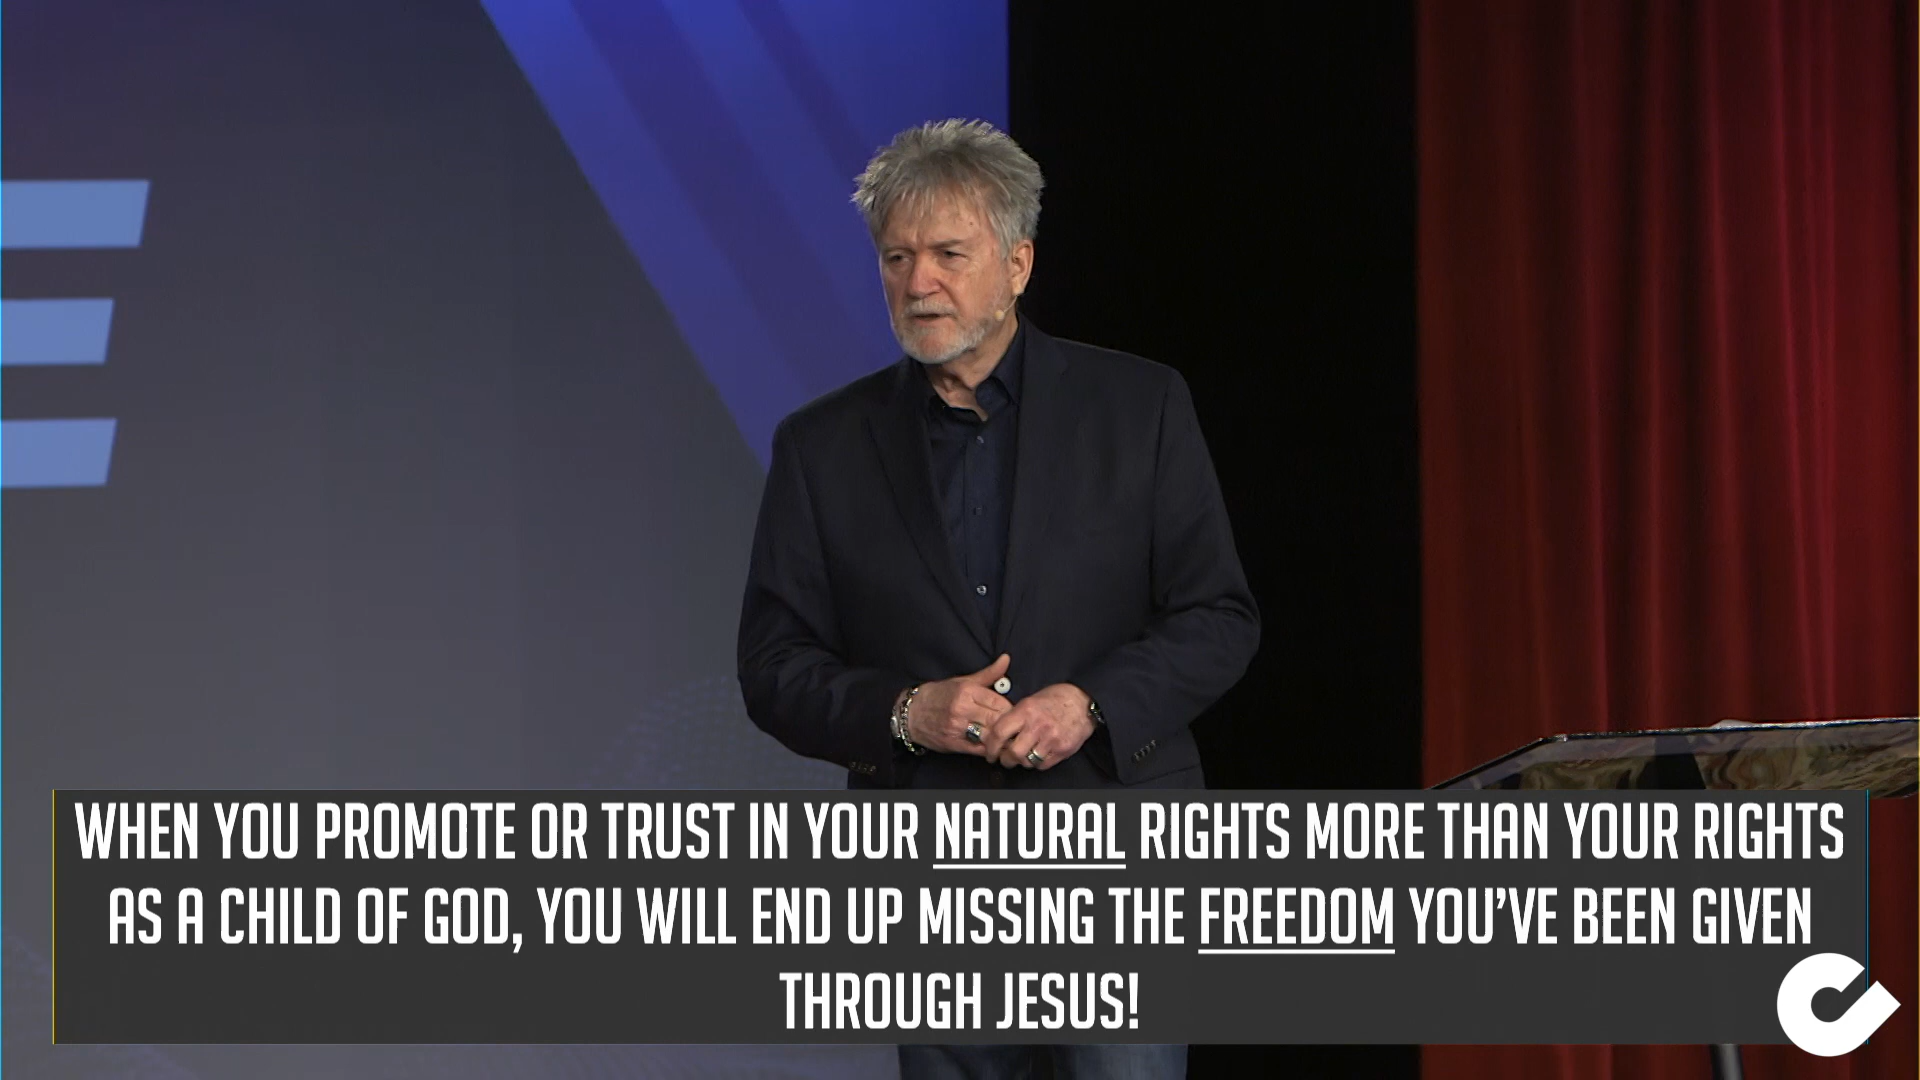 WHEN YOU PROMOTE OR TRUST IN YOUR NATURAL RIGHTS MORE THAN YOUR RIGHTS
AS A CHILD OF GOD, YOU WILL END UP MISSING THE FREEDOM YOU'VE BEEN GIVEN
THROUGH JESUS!